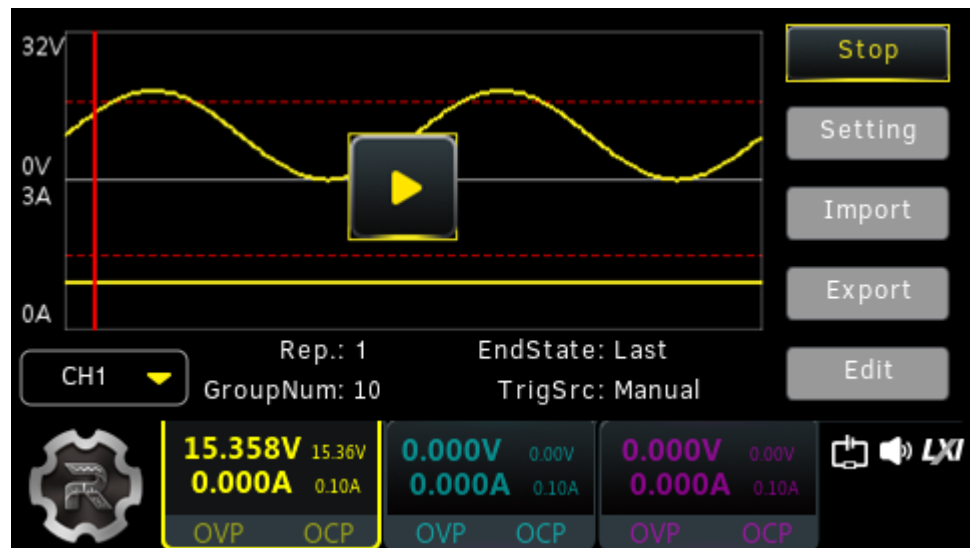 32V
Stop
Setting
0V
3A
Import
Export
0A
Rep.: 1 EndState: Last
CH1 GroupNum: 10 TrigSrc: Manual
Edit
15.358V 15.36V 0.000V 0.00V 0.000V 0.00V
0.000A 0.10A 0.000A 0.10A 0.000A 0.10A
OVP OCP OVP OCP OVP OCP
LXI
R